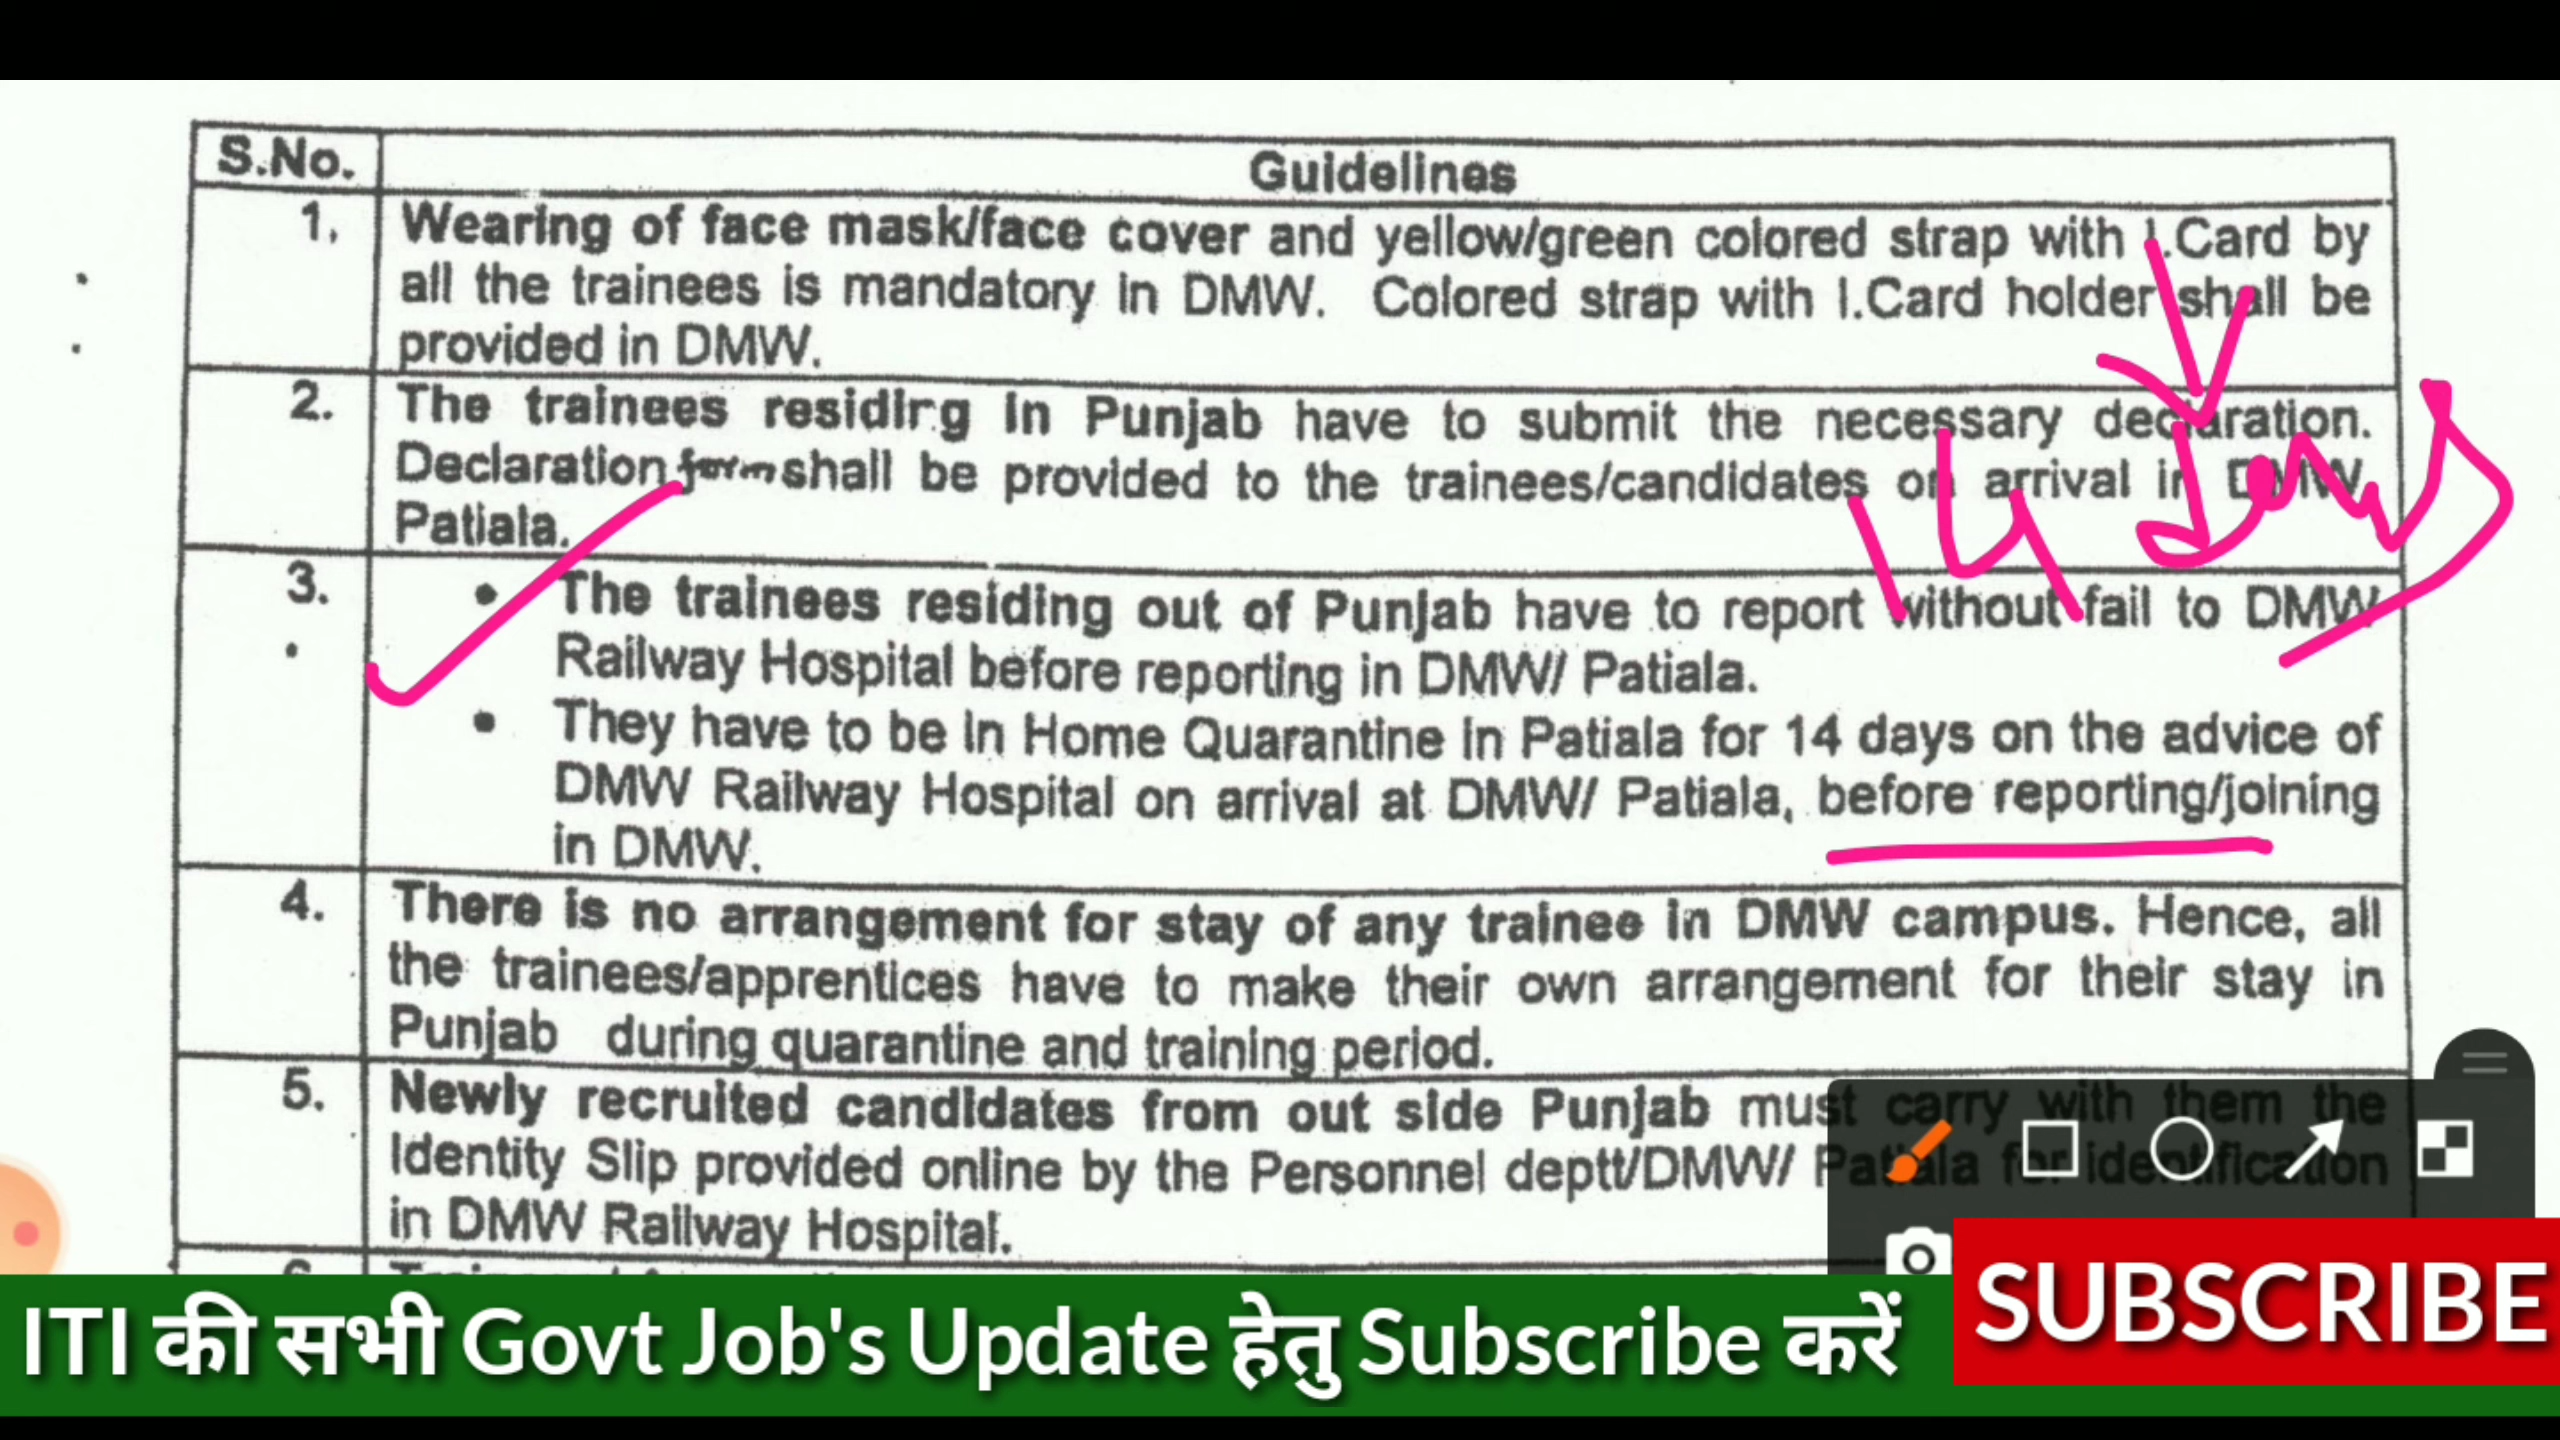 S.No. Guidelines
1. Wearing of face mask/face cover and yellow/green colored strap with I.Card by
all the trainees is mandatory in DMW. Colored strap with I.Card holder shall be
provided in DMW.
2. The trainees residing in Punjab have to submit the necessary declaration.
Declaration form shall be provided to the trainees/candidates on arrival in DMW
Patiala.
14 days
3. • The trainees residing out of Punjab have to report without fail to DMW
Railway Hospital before reporting in DMW/ Patiala.
• They have to be in Home Quarantine in Patiala for 14 days on the advice of
DMW Railway Hospital on arrival at DMW/ Patiala, before reporting/joining
in DMW.
4. There is no arrangement for stay of any trainee in DMW campus. Hence, all
the trainees/apprentices have to make their own arrangement for their stay in
Punjab during quarantine and training period.
5. Newly recruited candidates from out side Punjab must carry with them the
Identity Slip provided online by the Personnel deptt/DMW/ Patiala for identification
in DMW Railway Hospital.
ITI की सभी Govt Job's Update हेतु Subscribe करें
SUBSCRIBE